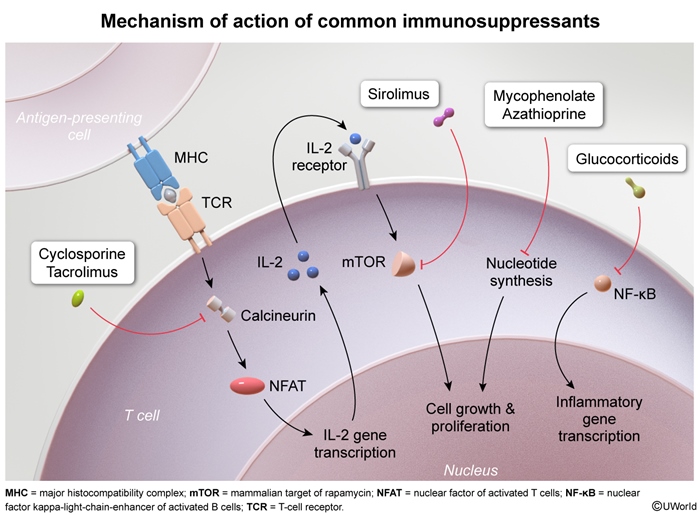 Mechanism of action of common immunosuppressants
Antigen-presenting
cell
MHC
TCR
Cyclosporine
Tacrolimus
Calcineurin
NFAT
T cell
IL-2
IL-2 gene
transcription
IL-2
receptor
Sirolimus
mTOR
Mycophenolate
Azathioprine
Nucleotide
synthesis
Cell growth &
proliferation
Glucocorticoids
NF-κB
Inflammatory
gene
transcription
Nucleus
MHC = major histocompatibility complex; mTOR = mammalian target of rapamycin; NFAT = nuclear factor of activated T cells; NF-κB = nuclear
factor kappa-light-chain-enhancer of activated B cells; TCR = T-cell receptor.
©UWorld